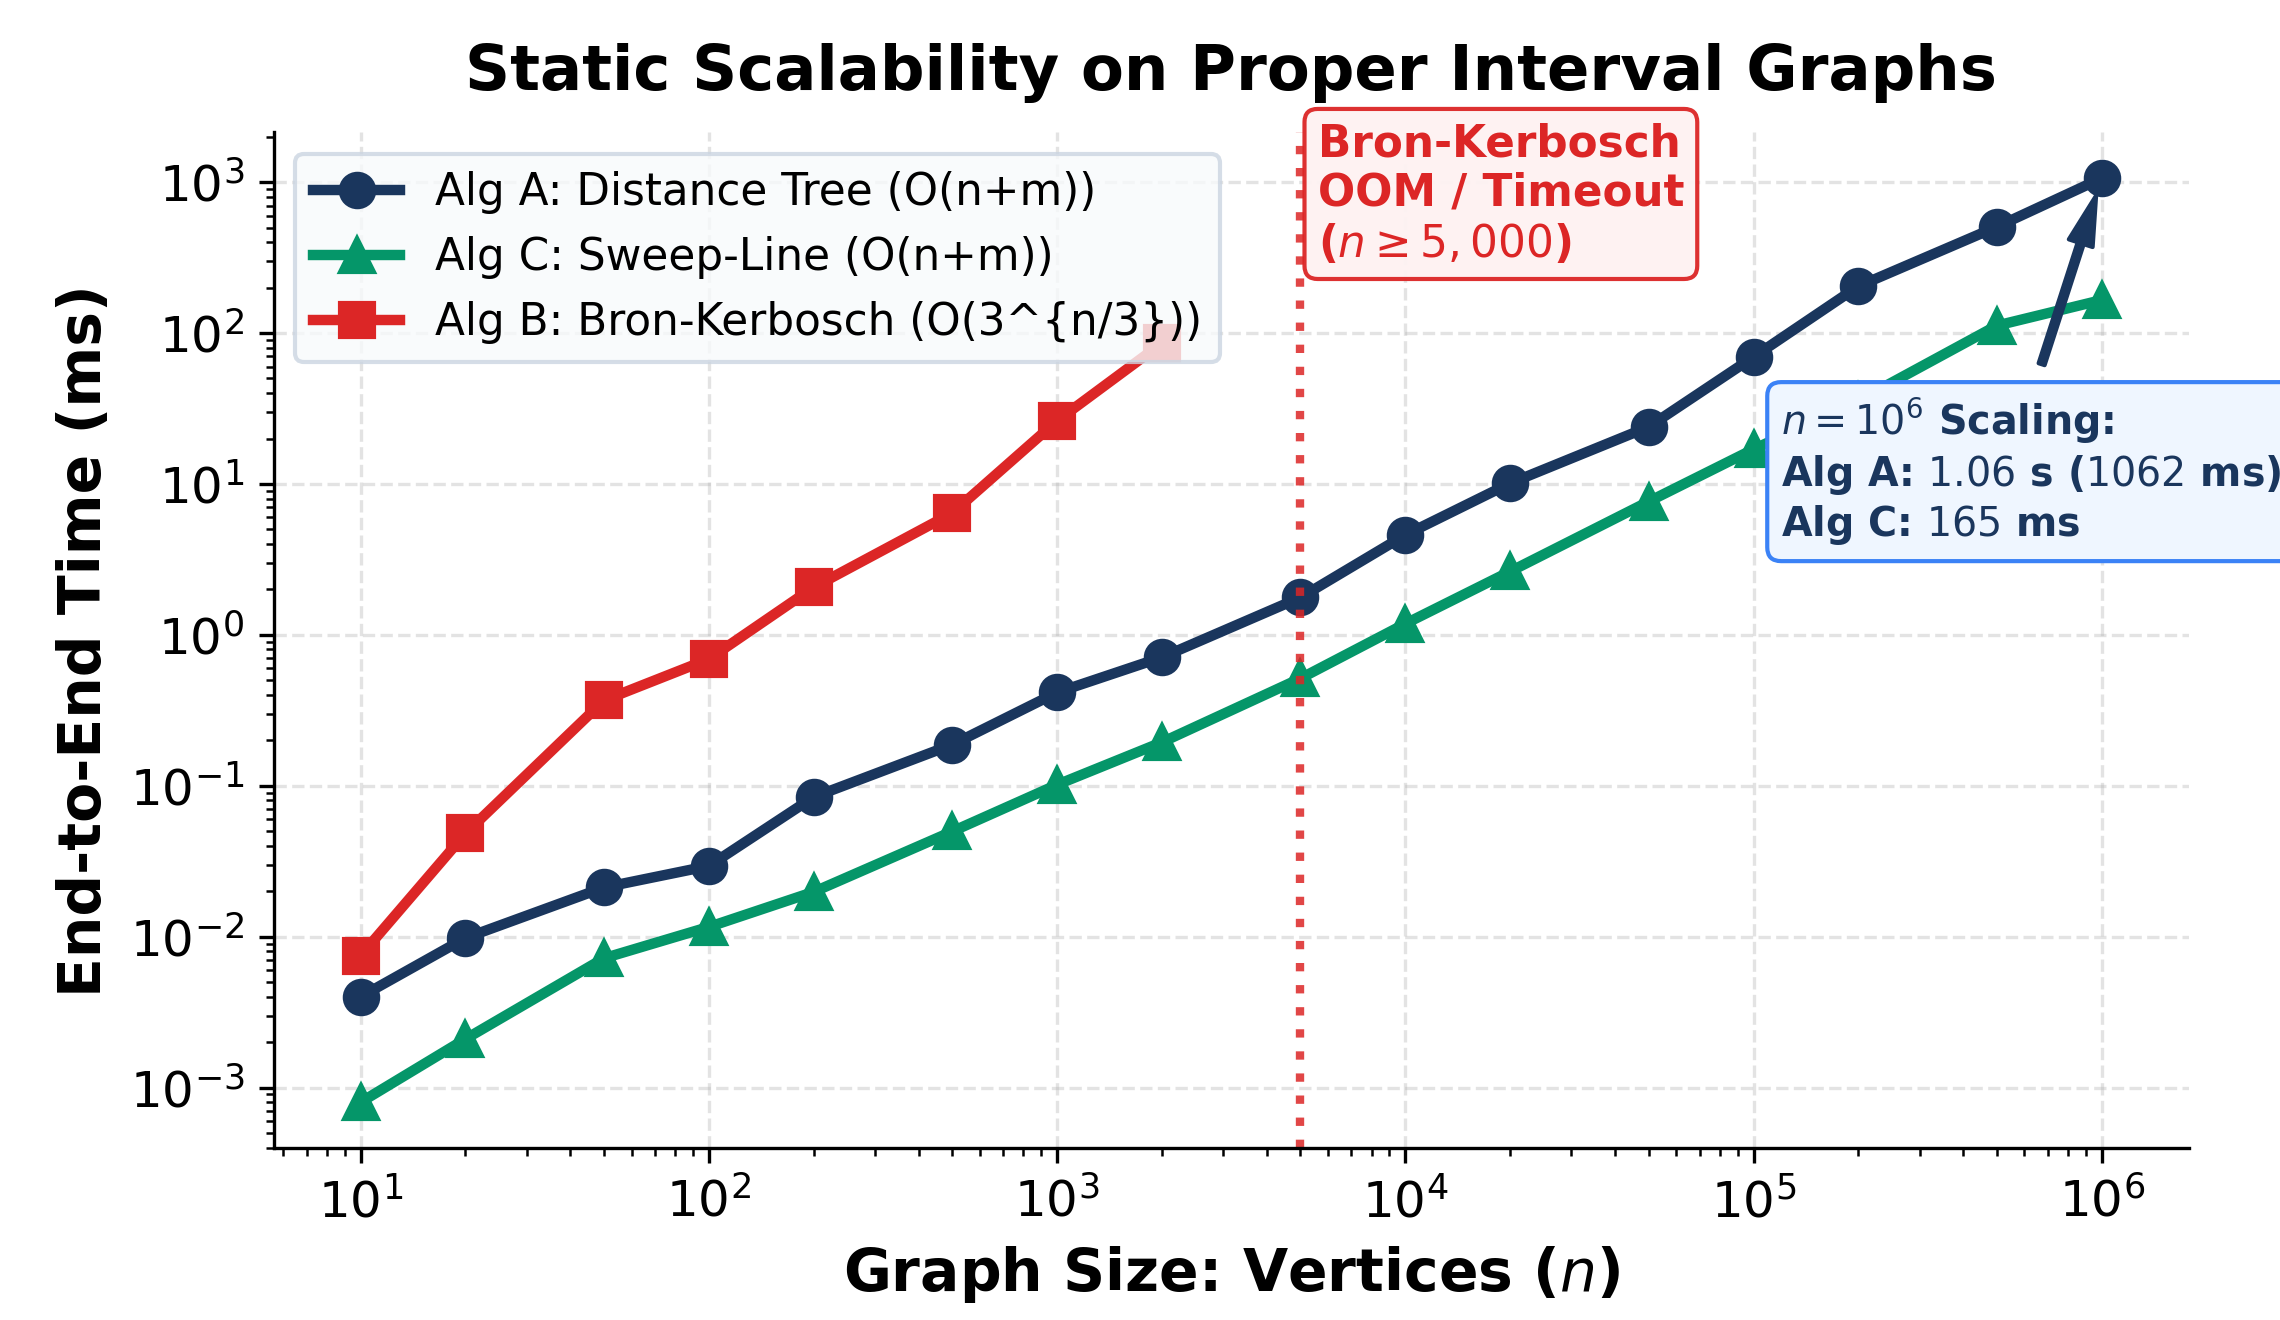 Static Scalability on Proper Interval Graphs
Bron-Kerbosch
OOM / Timeout
(n ≥ 5,000)
Alg A: Distance Tree (O(n+m))
Alg C: Sweep-Line (O(n+m))
Alg B: Bron-Kerbosch (O(3^{n/3}))
n = 10⁶ Scaling:
Alg A: 1.06 s (1062 ms)
Alg C: 165 ms
End-to-End Time (ms)
10³
10²
10¹
10⁰
10⁻¹
10⁻²
10⁻³
10¹ 10² 10³ 10⁴ 10⁵ 10⁶
Graph Size: Vertices (n)